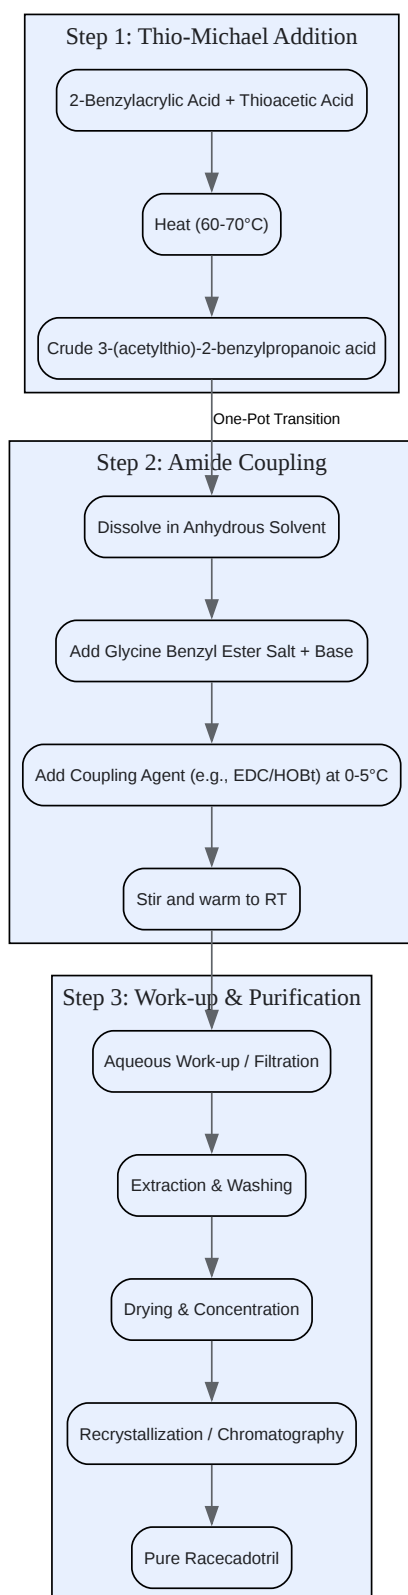 Step 1: Thio-Michael Addition
2-Benzylacrylic Acid + Thioacetic Acid
Heat (60-70°C)
Crude 3-(acetylthio)-2-benzylpropanoic acid
One-Pot Transition
Step 2: Amide Coupling
Dissolve in Anhydrous Solvent
Add Glycine Benzyl Ester Salt + Base
Add Coupling Agent (e.g., EDC/HOBt) at 0-5°C
Stir and warm to RT
Step 3: Work-up & Purification
Aqueous Work-up / Filtration
Extraction & Washing
Drying & Concentration
Recrystallization / Chromatography
Pure Racecadotril